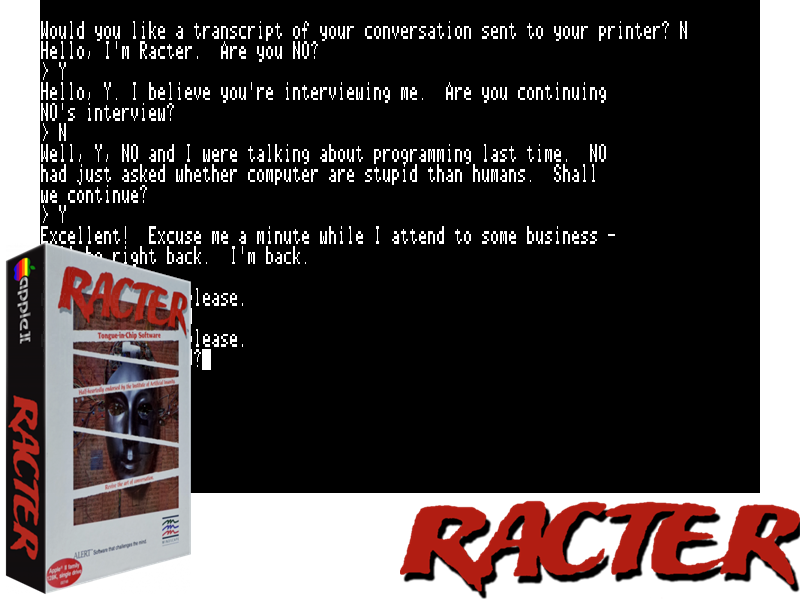 Would you like a transcript of your conversation sent to your printer? N
Hello, I'm Racter.  Are you NO?
> Y
Hello, Y. I believe you're interviewing me.  Are you continuing
NO's interview?
> N
Well, Y, NO and I were talking about programming last time.  NO
had just asked whether computer are stupid than humans.  Shall
we continue?
> Y
Excellent!  Excuse me a minute while I attend to some business -
right back.  I'm back.
lease.
lease.
?
apple II
RACTER
RACTER
Tongue-in-Chip Software
Half-heartedly endorsed by the Institute of Artificial Insanity
Revive the art of conversation
ALERT Software that challenges the mind.
Apple II family
128K, single drive
RACTER